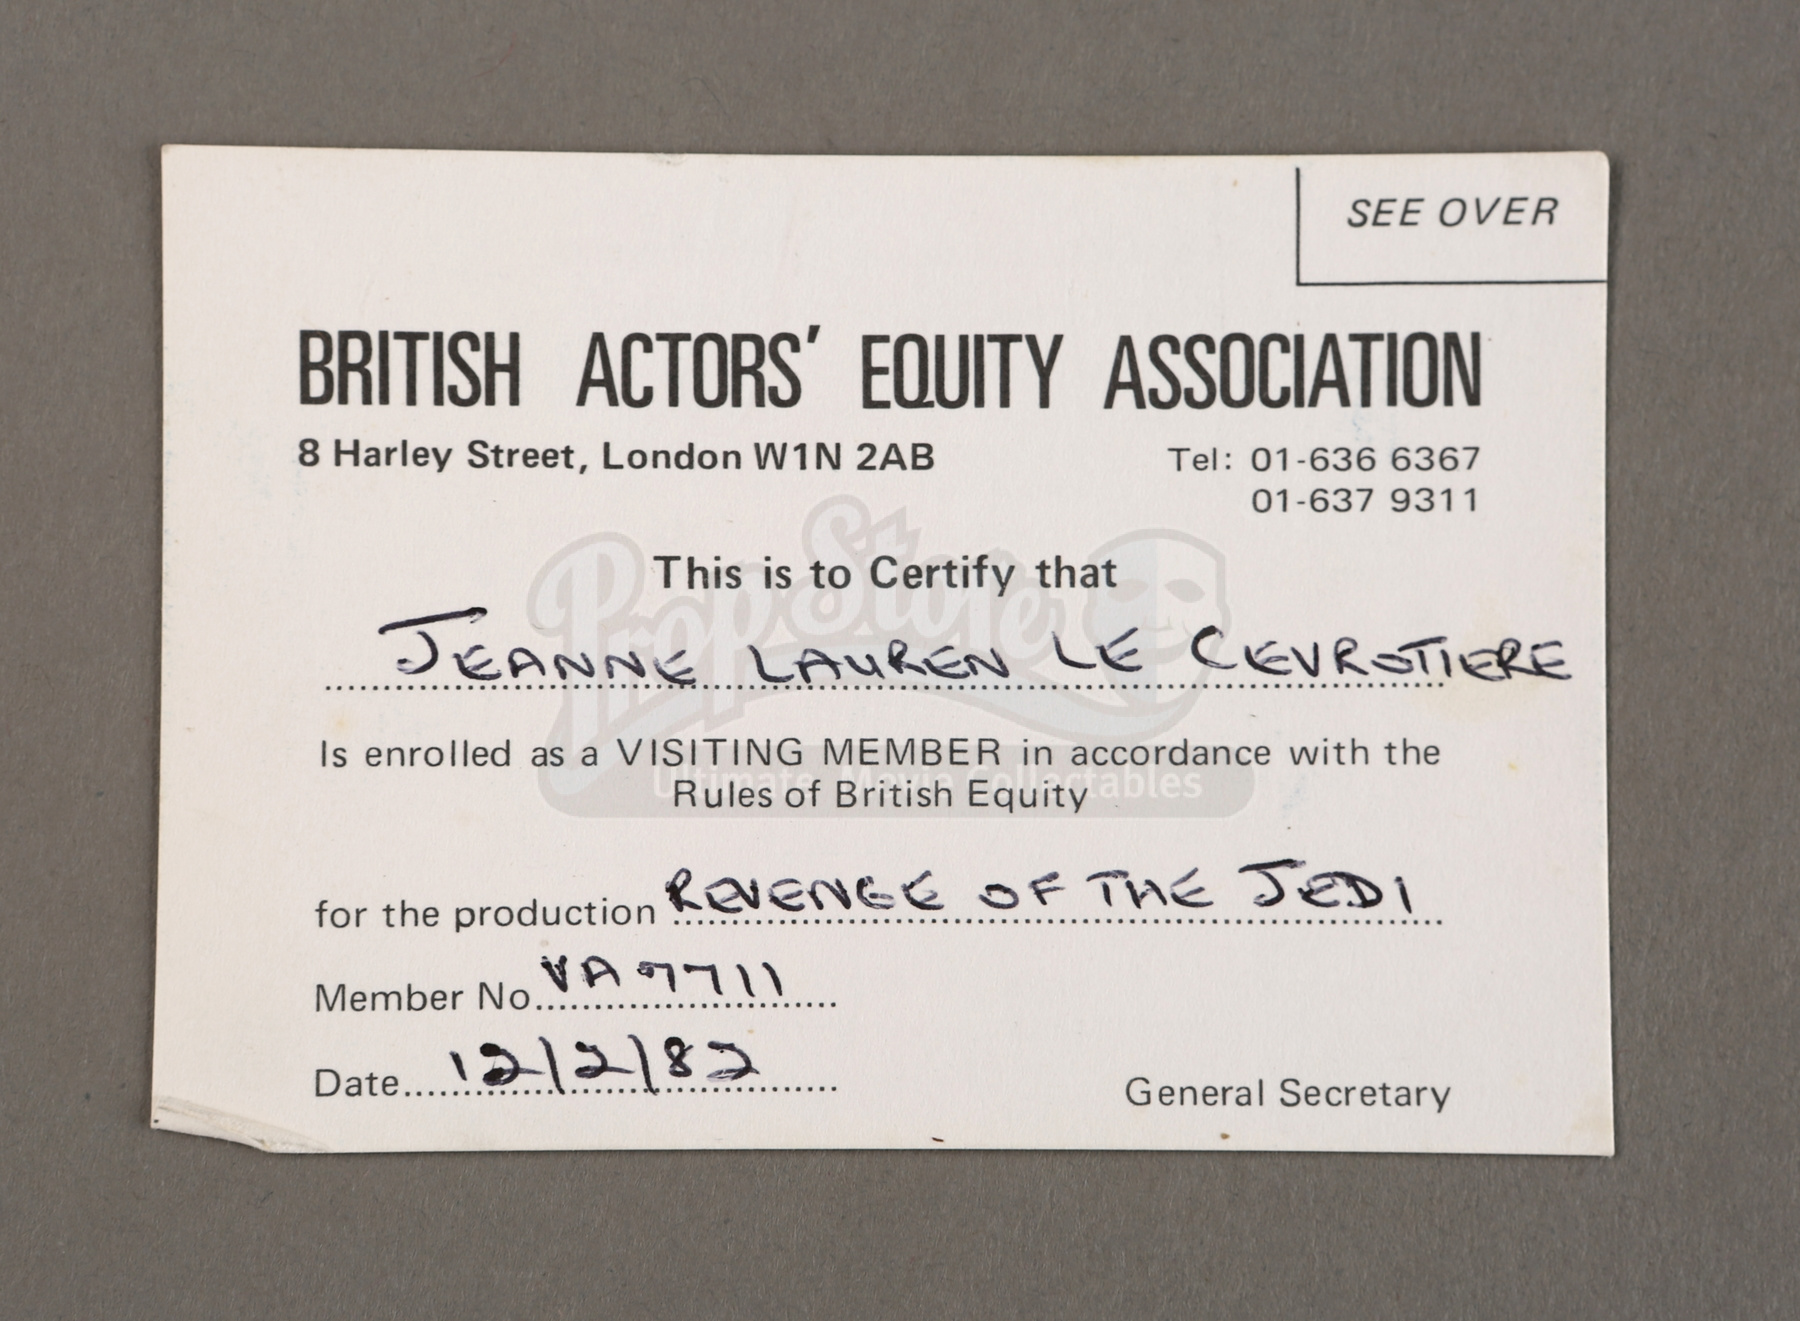 SEE OVER
BRITISH ACTORS' EQUITY ASSOCIATION
8 Harley Street, London W1N 2AB Tel: 01-636 6367
01-637 9311
This is to Certify that
JEANNE LAUREN LE CEVROTIERE
Is enrolled as a VISITING MEMBER in accordance with the
Rules of British Equity
for the production REVENGE OF THE JEDI
Member No. VA 7711
Date 12/2/82
General Secretary
PropStore
Ultimate Movie Collectables